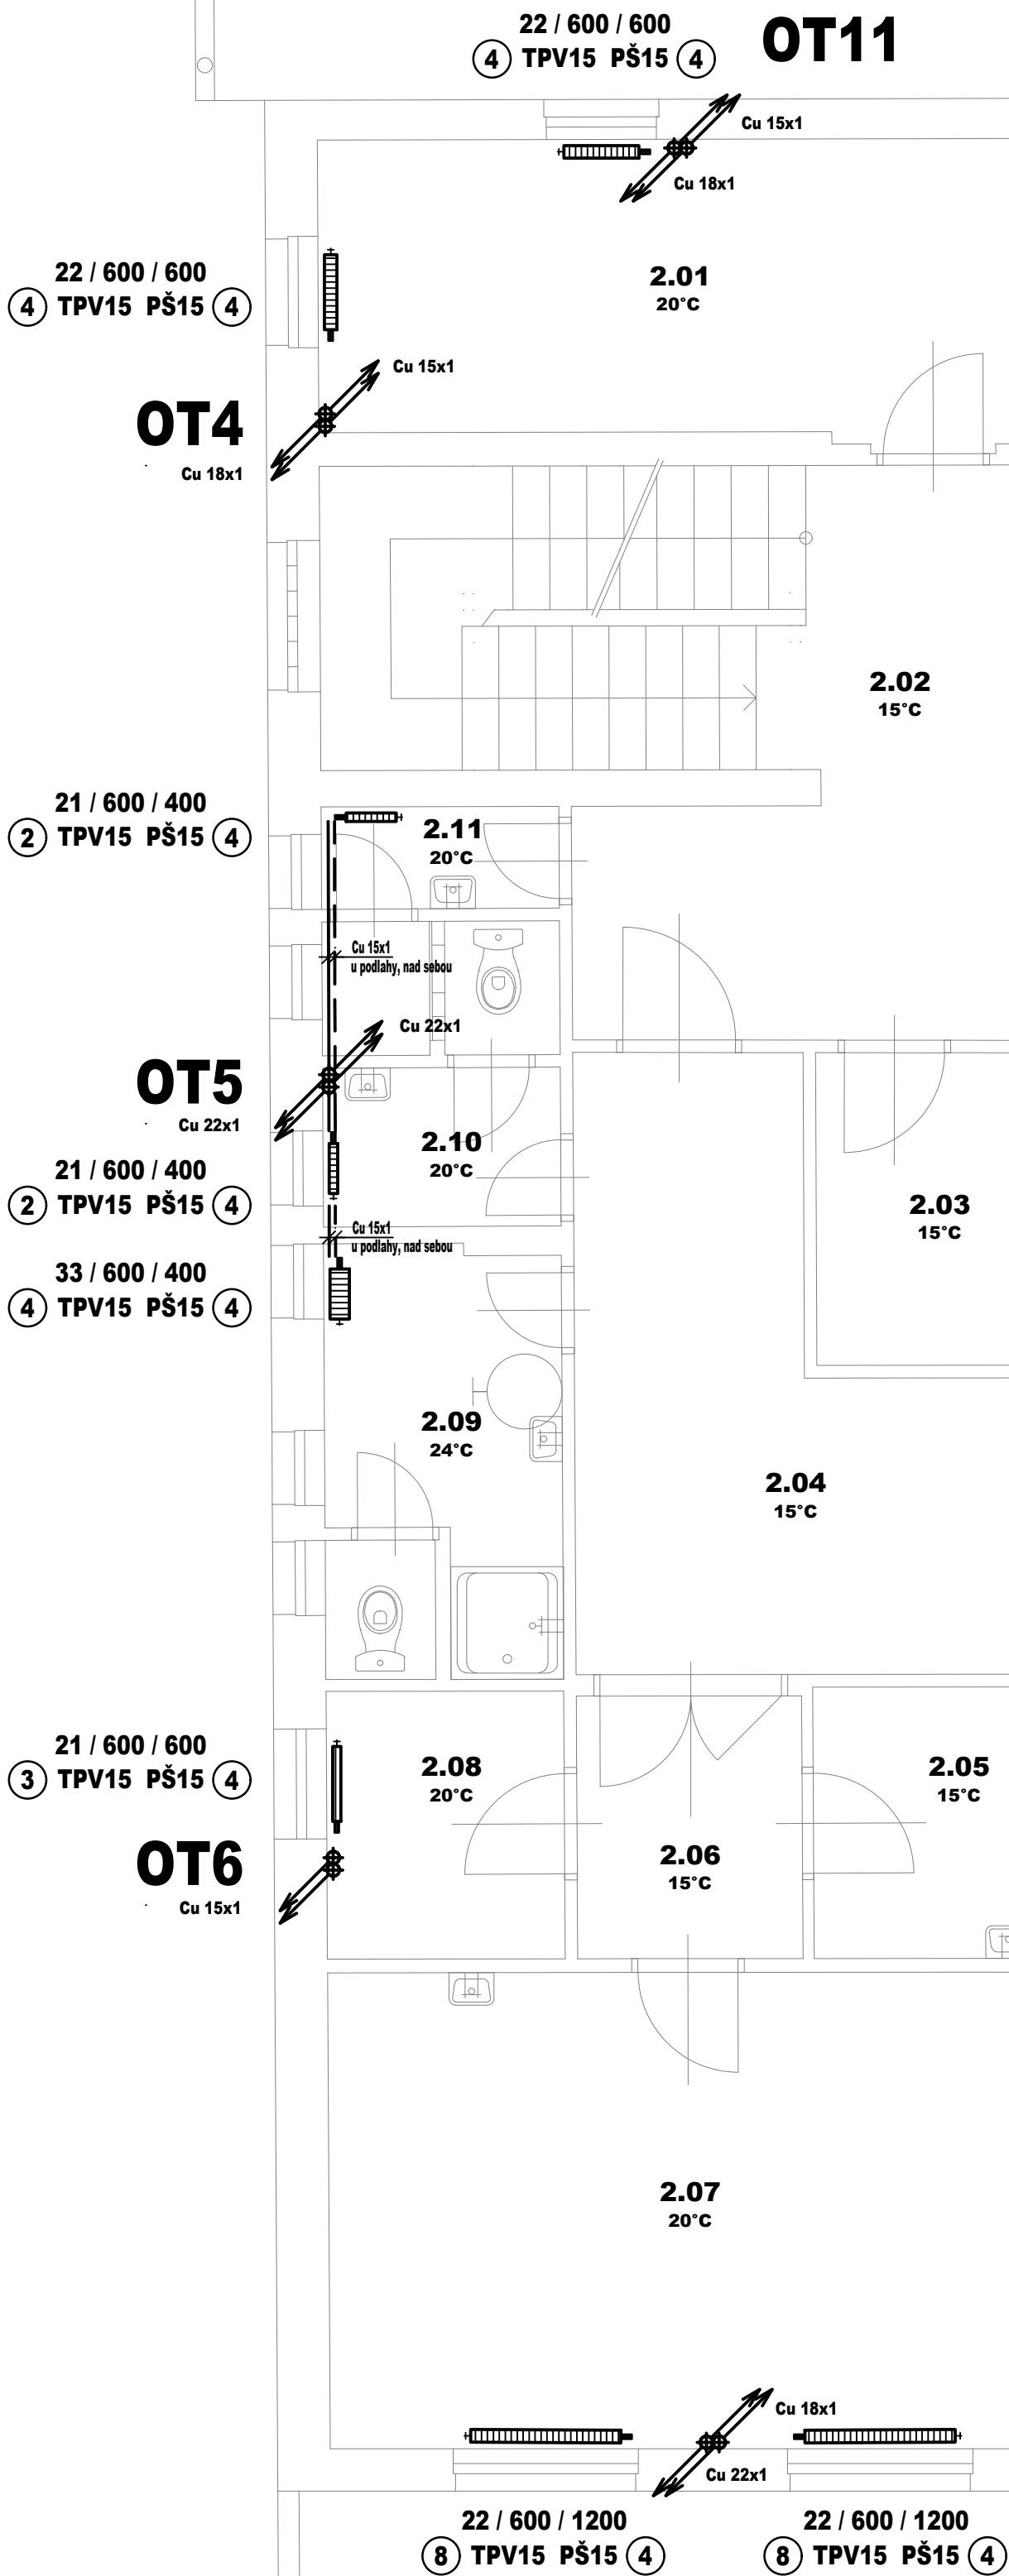 22 / 600 / 600
4 TPV15 PŠ15 4
OT11
Cu 15x1
Cu 18x1
2.01
20°C
22 / 600 / 600
4 TPV15 PŠ15 4
Cu 15x1
OT4
Cu 18x1
2.02
15°C
21 / 600 / 400
2 TPV15 PŠ15 4
2.11
20°C
Cu 15x1
u podlahy, nad sebou
Cu 22x1
OT5
Cu 22x1
2.10
20°C
21 / 600 / 400
2 TPV15 PŠ15 4
2.03
15°C
Cu 15x1
u podlahy, nad sebou
33 / 600 / 400
4 TPV15 PŠ15 4
2.09
24°C
2.04
15°C
21 / 600 / 600
3 TPV15 PŠ15 4
2.08
20°C
2.05
15°C
OT6
Cu 15x1
2.06
15°C
2.07
20°C
Cu 18x1
Cu 22x1
22 / 600 / 1200
8 TPV15 PŠ15 4
22 / 600 / 1200
8 TPV15 PŠ15 4